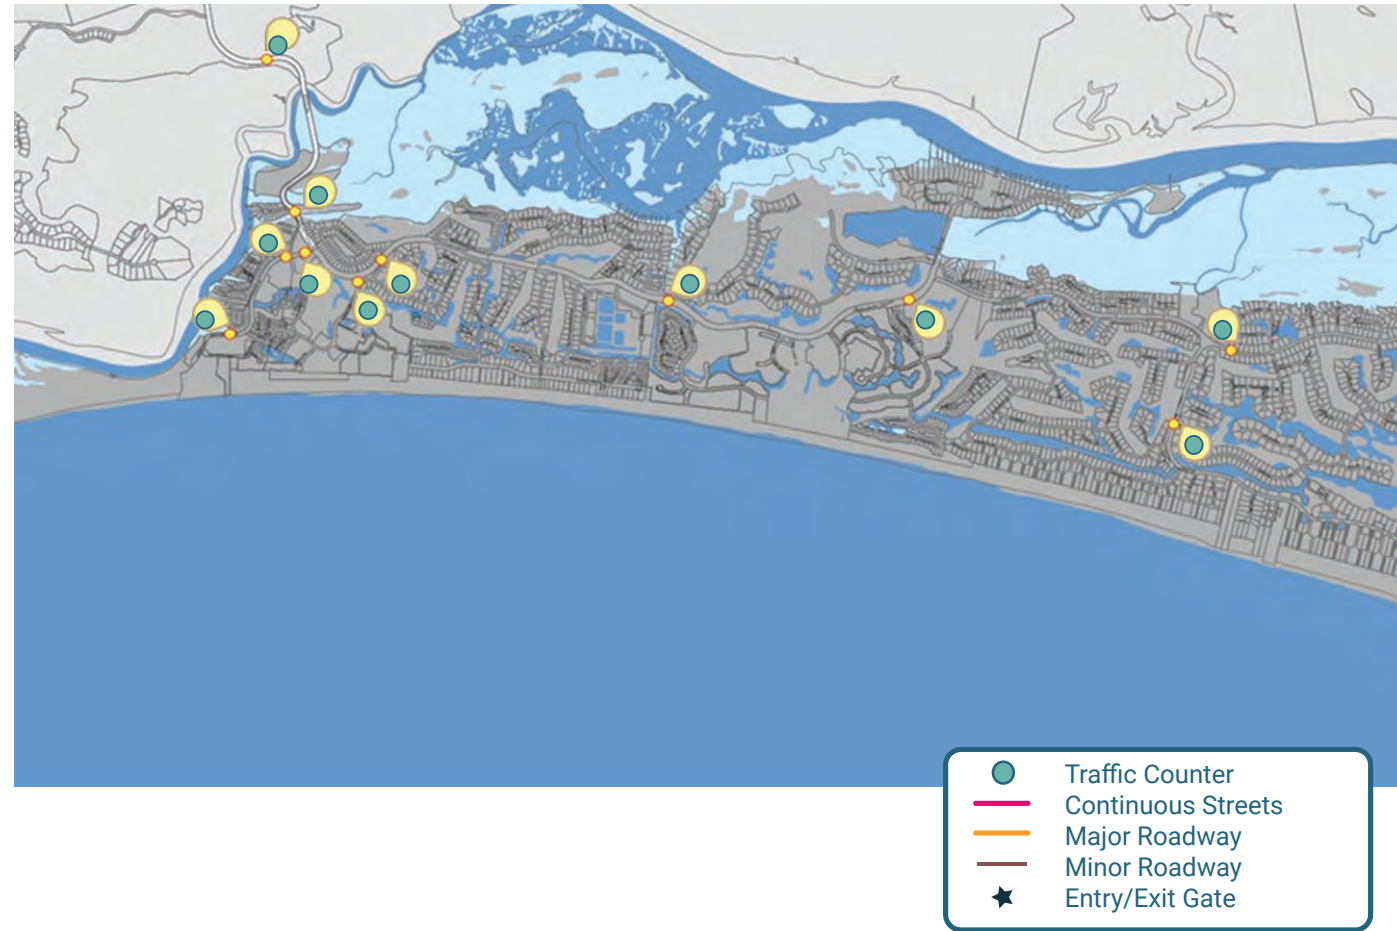 Traffic Counter
Continuous Streets
Major Roadway
Minor Roadway
Entry/Exit Gate